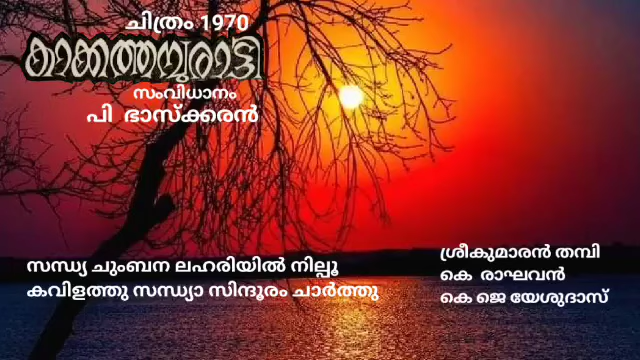 ചിത്രം 1970
കാക്കത്തമ്പുരാട്ടി
സംവിധാനം
പി ഭാസ്ക്കരൻ
സന്ധ്യ ചുംബന ലഹരിയിൽ നില്പൂ
കവിളത്തു സന്ധ്യാ സിന്ദൂരം ചാർത്തു
ശ്രീകുമാരൻ തമ്പി
കെ രാഘവൻ
കെ ജെ യേശുദാസ്